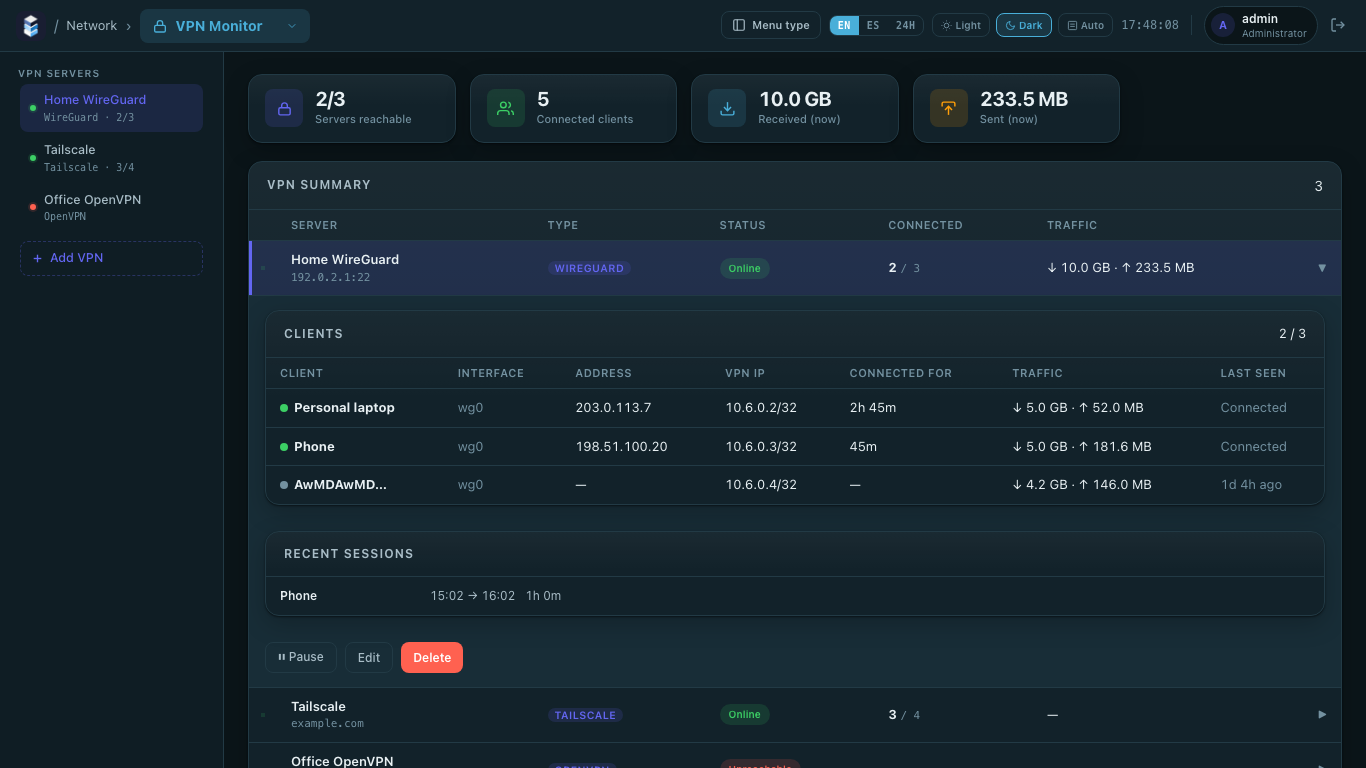 / Network › VPN Monitor
Menu type
EN ES 24H
Light Dark Auto
17:48:08
A admin
Administrator
VPN SERVERS
Home WireGuard
WireGuard · 2/3
Tailscale
Tailscale · 3/4
Office OpenVPN
OpenVPN
+ Add VPN
2/3
Servers reachable
5
Connected clients
10.0 GB
Received (now)
233.5 MB
Sent (now)
VPN SUMMARY 3
SERVER TYPE STATUS CONNECTED TRAFFIC
Home WireGuard
192.0.2.1:22
WIREGUARD Online 2 / 3 ↓ 10.0 GB · ↑ 233.5 MB ▼
CLIENTS 2 / 3
CLIENT INTERFACE ADDRESS VPN IP CONNECTED FOR TRAFFIC LAST SEEN
Personal laptop wg0 203.0.113.7 10.6.0.2/32 2h 45m ↓ 5.0 GB · ↑ 52.0 MB Connected
Phone wg0 198.51.100.20 10.6.0.3/32 45m ↓ 5.0 GB · ↑ 181.6 MB Connected
AwMDAwMD... wg0 — 10.6.0.4/32 — ↓ 4.2 GB · ↑ 146.0 MB 1d 4h ago
RECENT SESSIONS
Phone 15:02 → 16:02 1h 0m
Pause Edit Delete
Tailscale
example.com
TAILSCALE Online 3 / 4 — ▶
Office OpenVPN
OPENVPN Unreachable